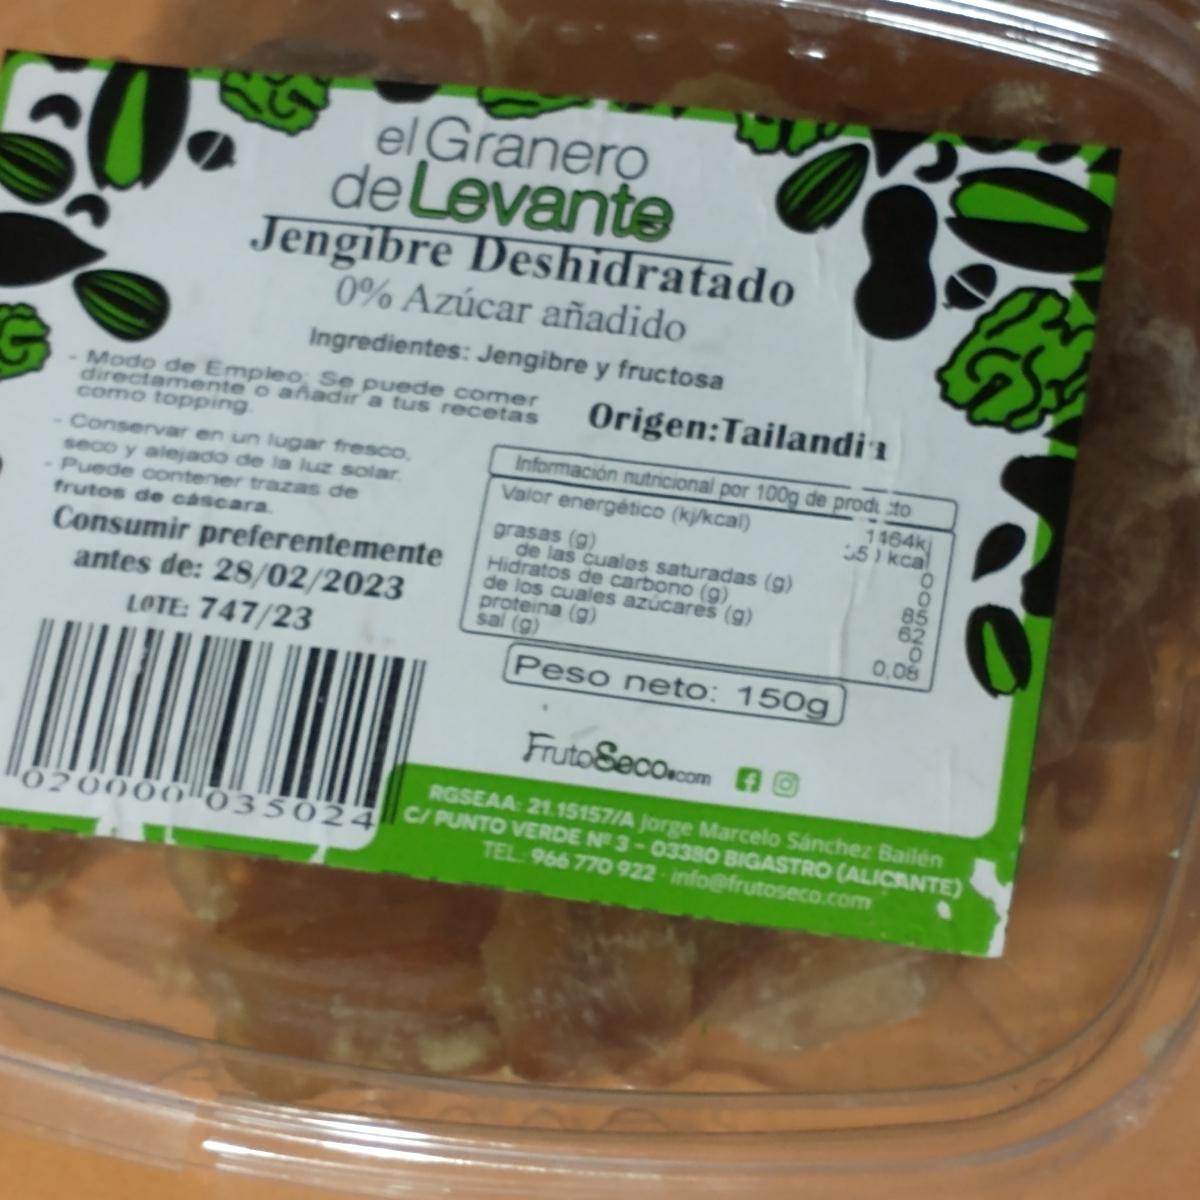 el Granero
de Levante
Jengibre Deshidratado
0% Azúcar añadido
Ingredientes: Jengibre y fructosa
- Modo de Empleo: Se puede comer
directamente o añadir a tus recetas
como topping.
- Conservar en un lugar fresco,
seco y alejado de la luz solar.
- Puede contener trazas de
frutos de cáscara.
Consumir preferentemente
antes de: 28/02/2023
LOTE: 747/23
020000 035024
Origen:Tailandia
Información nutricional por 100g de producto
Valor energético (kj/kcal) 1464kj
kcal
grasas (g) 0
de las cuales saturadas (g) 0
Hidratos de carbono (g) 85
de los cuales azúcares (g) 62
proteina (g) 0
sal (g) 0,08
Peso neto: 150g
FrutoSeco.com
RGSEAA: 21.15157/A Jorge Marcelo Sánchez Bailén
C/ PUNTO VERDE Nº 3 - 03380 BIGASTRO (ALICANTE)
TEL. 966 770 922 · info@frutoseco.com